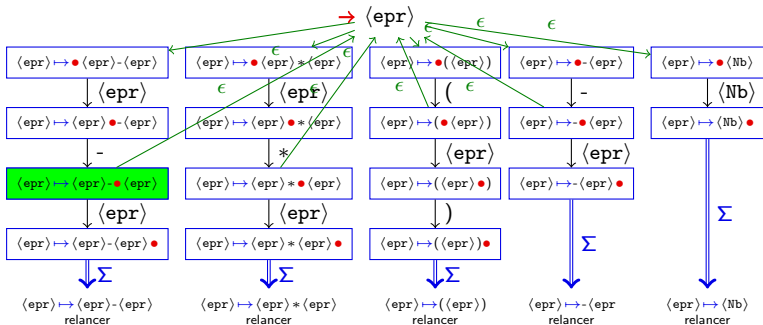 → ⟨epr⟩
ϵ ϵ ϵ ϵ ϵ ϵ ϵ
⟨epr⟩↦●⟨epr⟩-⟨epr⟩ ⟨epr⟩↦●⟨epr⟩*⟨epr⟩ ⟨epr⟩↦●(⟨epr⟩) ⟨epr⟩↦●-⟨epr⟩ ⟨epr⟩↦●⟨Nb⟩
⟨epr⟩ ⟨epr⟩ ( - ⟨Nb⟩
⟨epr⟩↦⟨epr⟩●-⟨epr⟩ ⟨epr⟩↦⟨epr⟩●*⟨epr⟩ ⟨epr⟩↦(●⟨epr⟩) ⟨epr⟩↦-●⟨epr⟩ ⟨epr⟩↦⟨Nb⟩●
- * ⟨epr⟩ ⟨epr⟩
⟨epr⟩↦⟨epr⟩-●⟨epr⟩ ⟨epr⟩↦⟨epr⟩*●⟨epr⟩ ⟨epr⟩↦(⟨epr⟩●) ⟨epr⟩↦-⟨epr⟩●
⟨epr⟩ ⟨epr⟩ ) Σ Σ
⟨epr⟩↦⟨epr⟩-⟨epr⟩● ⟨epr⟩↦⟨epr⟩*⟨epr⟩● ⟨epr⟩↦(⟨epr⟩)●
Σ Σ Σ
⟨epr⟩↦⟨epr⟩-⟨epr⟩ ⟨epr⟩↦⟨epr⟩*⟨epr⟩ ⟨epr⟩↦(⟨epr⟩) ⟨epr⟩↦-⟨epr ⟨epr⟩↦⟨Nb⟩
relancer relancer relancer relancer relancer